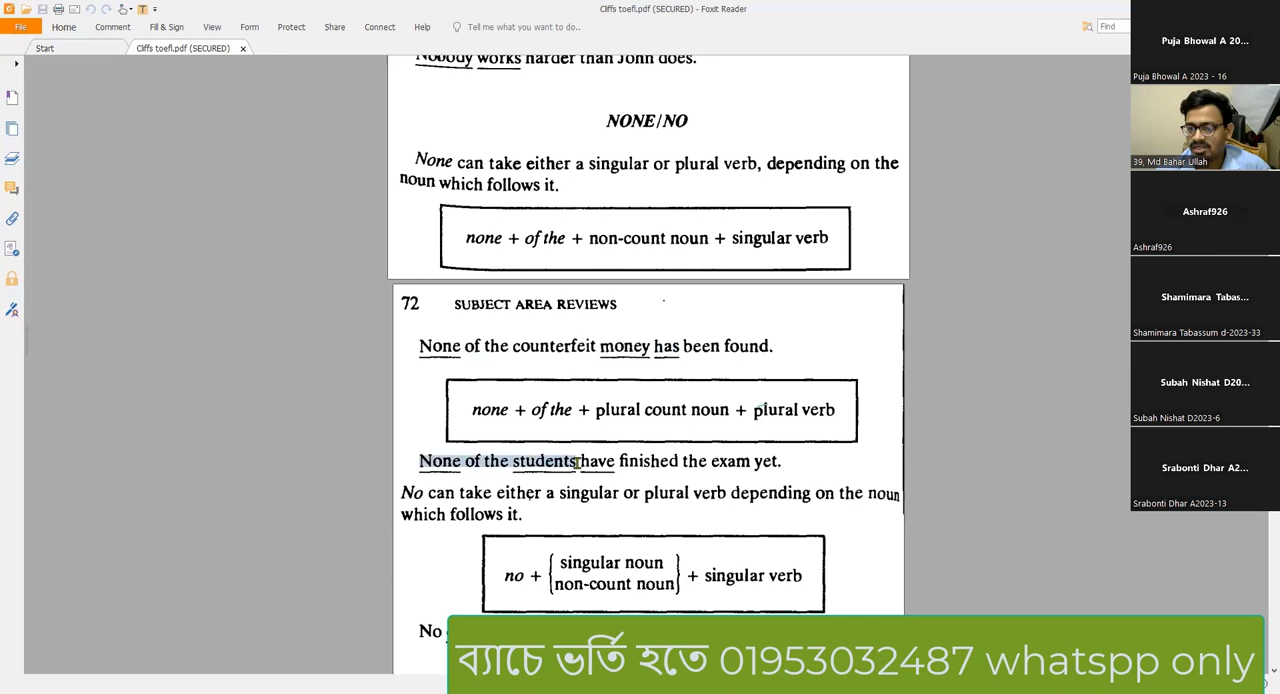 Cliffs toefl.pdf (SECURED) - Foxit Reader
File Home Comment Fill & Sign View Form Protect Share Connect Help Tell me what you want to do.. Find
Start Cliffs toefl.pdf (SECURED)
Nobody works harder than John does.
NONE/NO
None can take either a singular or plural verb, depending on the
noun which follows it.
none + of the + non-count noun + singular verb
72 SUBJECT AREA REVIEWS
None of the counterfeit money has been found.
none + of the + plural count noun + plural verb
None of the students have finished the exam yet.
No can take either a singular or plural verb depending on the noun
which follows it.
singular noun
no + + singular verb
non-count noun
No
ব্যাচে ভর্তি হতে 01953032487 whatspp only
Puja Bhowal A 20...
Puja Bhowal A 2023 - 16
39, Md Bahar Ullah
Ashraf926
Ashraf926
Shamimara Tabas...
Shamimara Tabassum d-2023-33
Subah Nishat D20...
Subah Nishat D2023-6
Srabonti Dhar A2...
Srabonti Dhar A2023-13